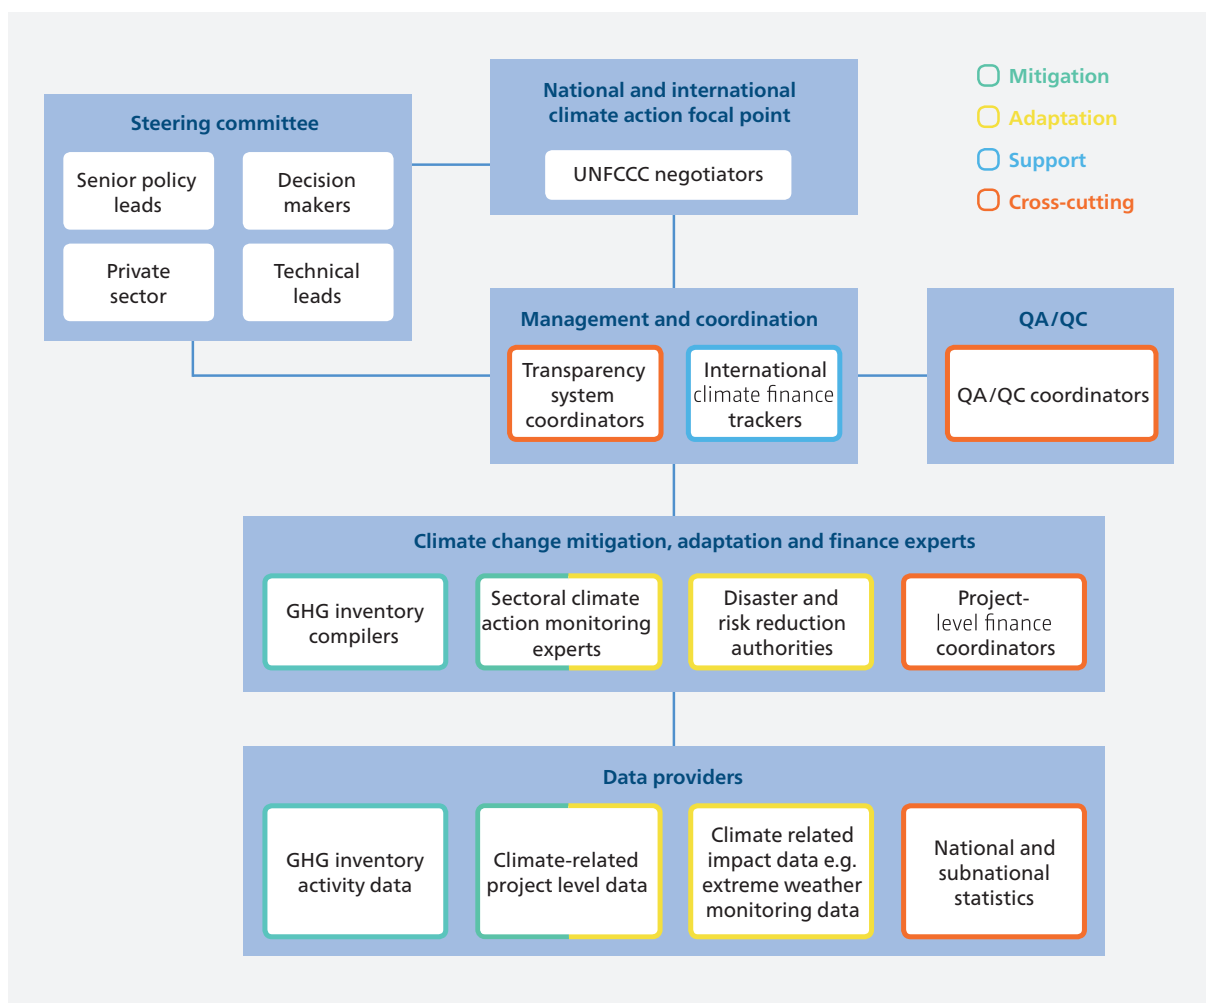 Steering committee
Senior policy
leads
Decision
makers
Private
sector
Technical
leads
National and international
climate action focal point
UNFCCC negotiators
Mitigation
Adaptation
Support
Cross-cutting
Management and coordination
Transparency
system
coordinators
International
climate finance
trackers
QA/QC
QA/QC coordinators
Climate change mitigation, adaptation and finance experts
GHG inventory
compilers
Sectoral climate
action monitoring
experts
Disaster and
risk reduction
authorities
Project-
level finance
coordinators
Data providers
GHG inventory
activity data
Climate-related
project level data
Climate related
impact data e.g.
extreme weather
monitoring data
National and
subnational
statistics